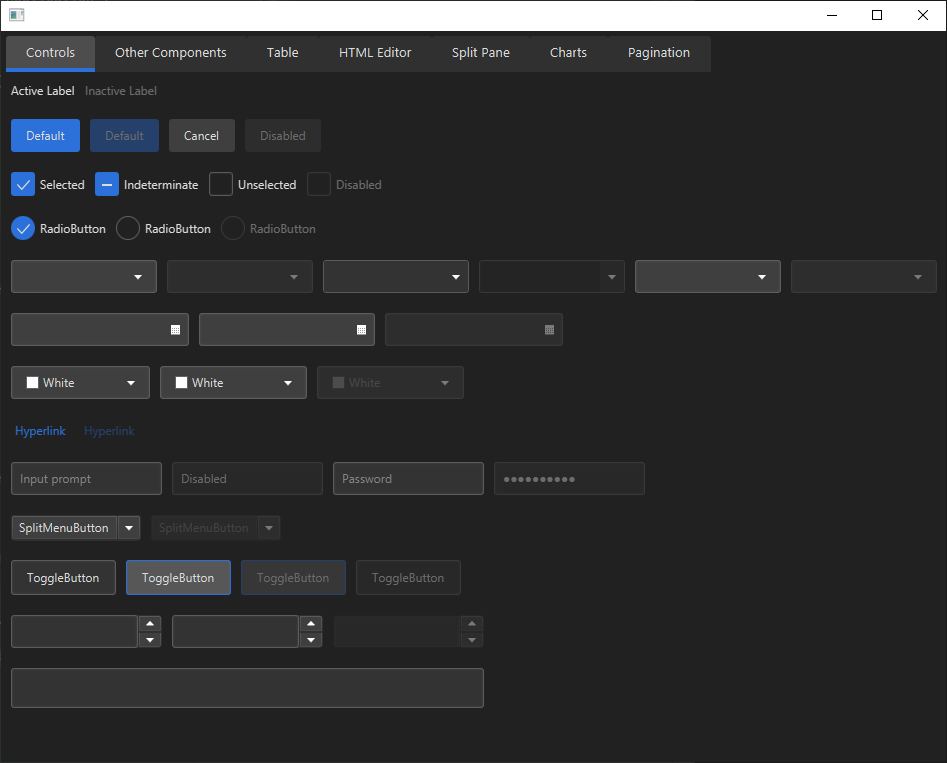 Controls Other Components Table HTML Editor Split Pane Charts Pagination
Active Label Inactive Label
Default Default Cancel Disabled
Selected Indeterminate Unselected Disabled
RadioButton RadioButton RadioButton
White White White
Hyperlink Hyperlink
Input prompt Disabled Password ●●●●●●●●●●
SplitMenuButton SplitMenuButton
ToggleButton ToggleButton ToggleButton ToggleButton